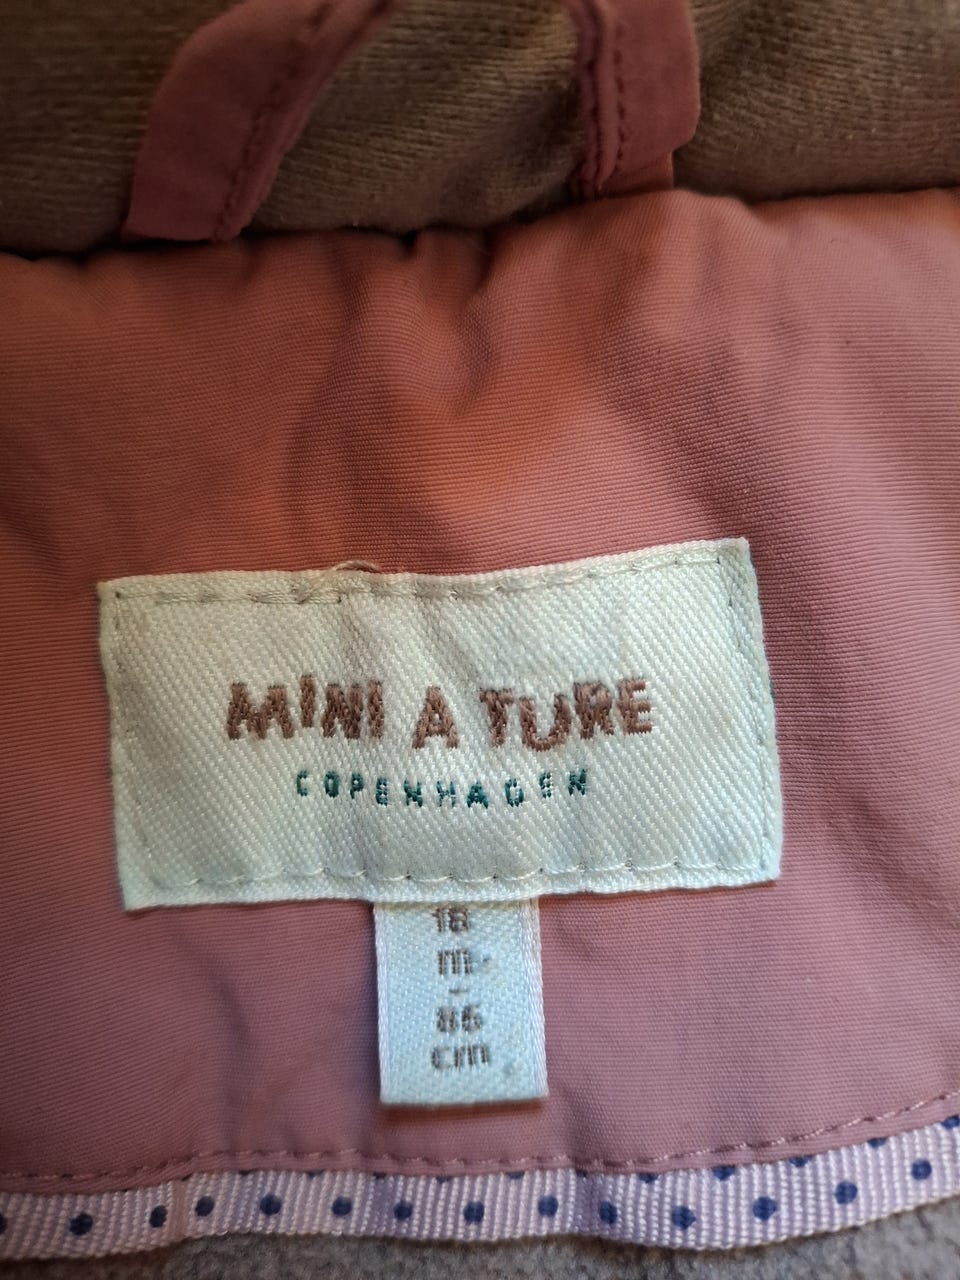 MINI A TURE
COPENHAGEN
18
m
-
86
cm